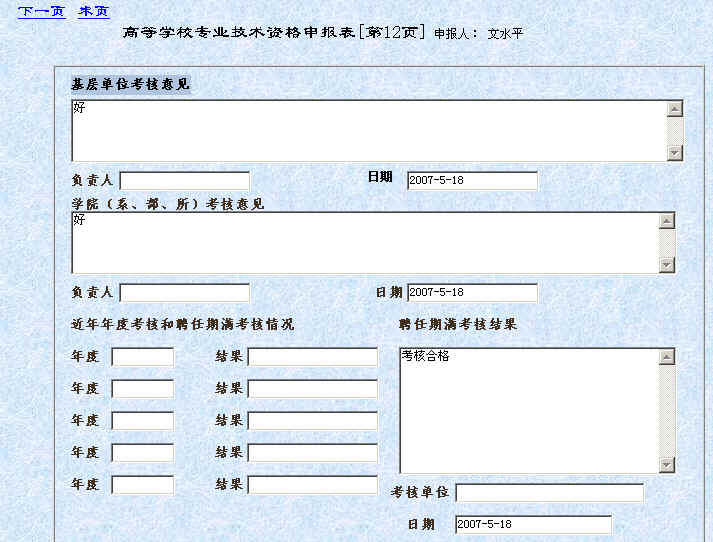 下一页 末页
高等学校专业技术资格申报表[第12页] 申报人： 文水平
基层单位考核意见
好
负责人 日期 2007-5-18
学院（系、部、所）考核意见
好
负责人 日期 2007-5-18
近年年度考核和聘任期满考核情况 聘任期满考核结果
年度 结果 考核合格
年度 结果
年度 结果
年度 结果
年度 结果
考核单位
日期 2007-5-18